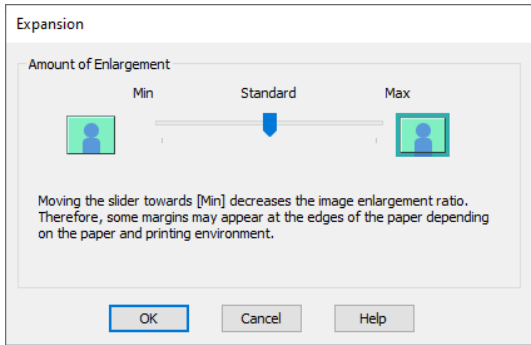 Expansion
Amount of Enlargement
Min Standard Max
Moving the slider towards [Min] decreases the image enlargement ratio.
Therefore, some margins may appear at the edges of the paper depending
on the paper and printing environment.
OK Cancel Help